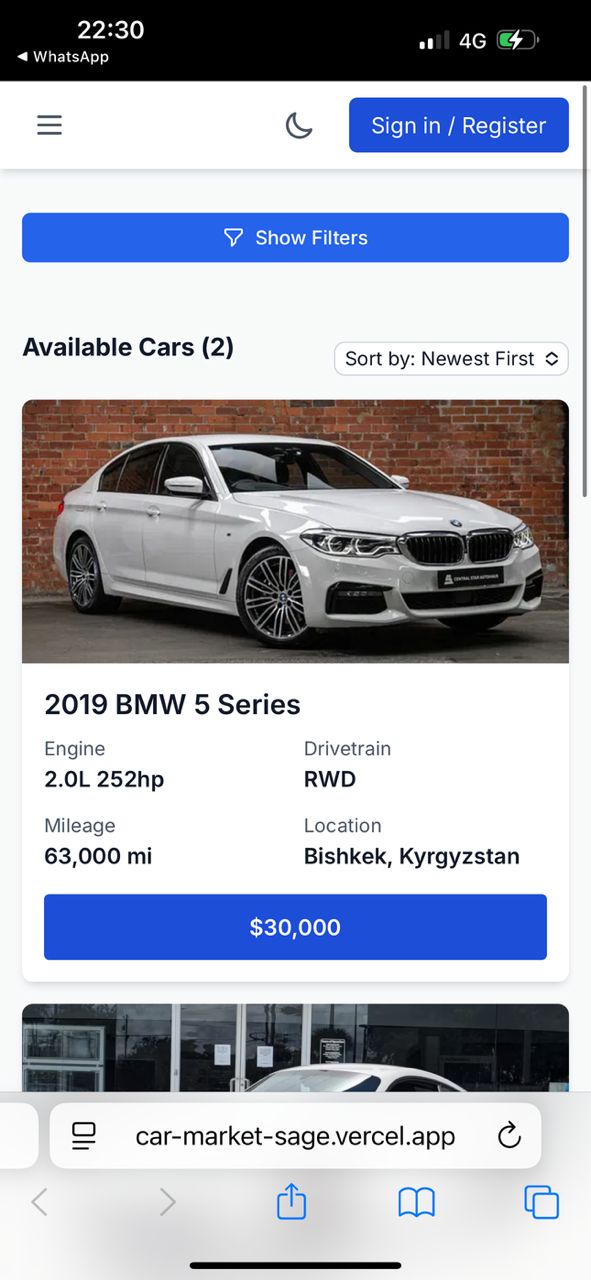 22:30
4G
◀ WhatsApp
Sign in / Register
Show Filters
Available Cars (2)
Sort by: Newest First
CENTRAL STAR AUTOHAUS
2019 BMW 5 Series
Engine
Drivetrain
2.0L 252hp
RWD
Mileage
Location
63,000 mi
Bishkek, Kyrgyzstan
$30,000
car-market-sage.vercel.app